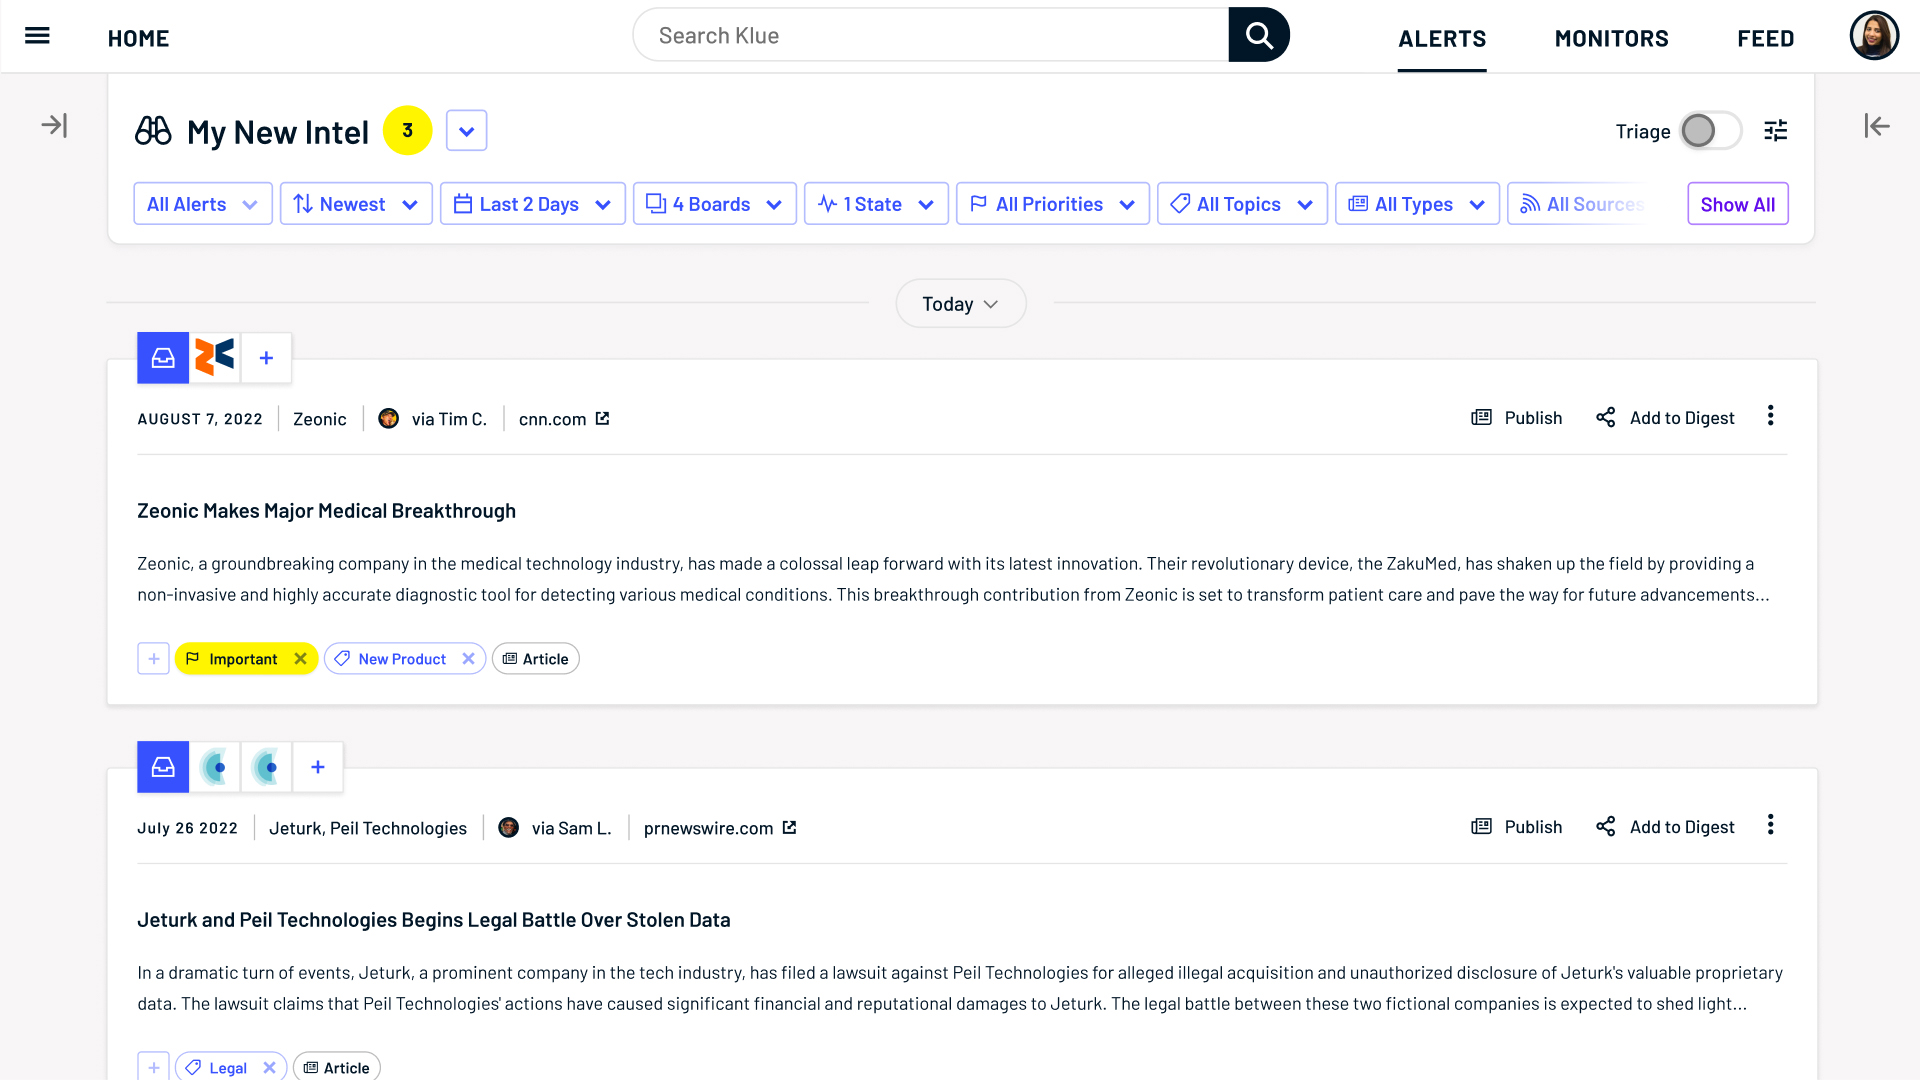 HOME
Search Klue
ALERTS
MONITORS
FEED
My New Intel
3
Triage
All Alerts
Newest
Last 2 Days
4 Boards
1 State
All Priorities
All Topics
All Types
All Sources
Show All
Today
AUGUST 7, 2022
Zeonic
via Tim C.
cnn.com
Publish
Add to Digest
Zeonic Makes Major Medical Breakthrough
Zeonic, a groundbreaking company in the medical technology industry, has made a colossal leap forward with its latest innovation. Their revolutionary device, the ZakuMed, has shaken up the field by providing a
non-invasive and highly accurate diagnostic tool for detecting various medical conditions. This breakthrough contribution from Zeonic is set to transform patient care and pave the way for future advancements...
Important
New Product
Article
July 26 2022
Jeturk, Peil Technologies
via Sam L.
prnewswire.com
Publish
Add to Digest
Jeturk and Peil Technologies Begins Legal Battle Over Stolen Data
In a dramatic turn of events, Jeturk, a prominent company in the tech industry, has filed a lawsuit against Peil Technologies for alleged illegal acquisition and unauthorized disclosure of Jeturk's valuable proprietary
data. The lawsuit claims that Peil Technologies' actions have caused significant financial and reputational damages to Jeturk. The legal battle between these two fictional companies is expected to shed light...
Legal
Article